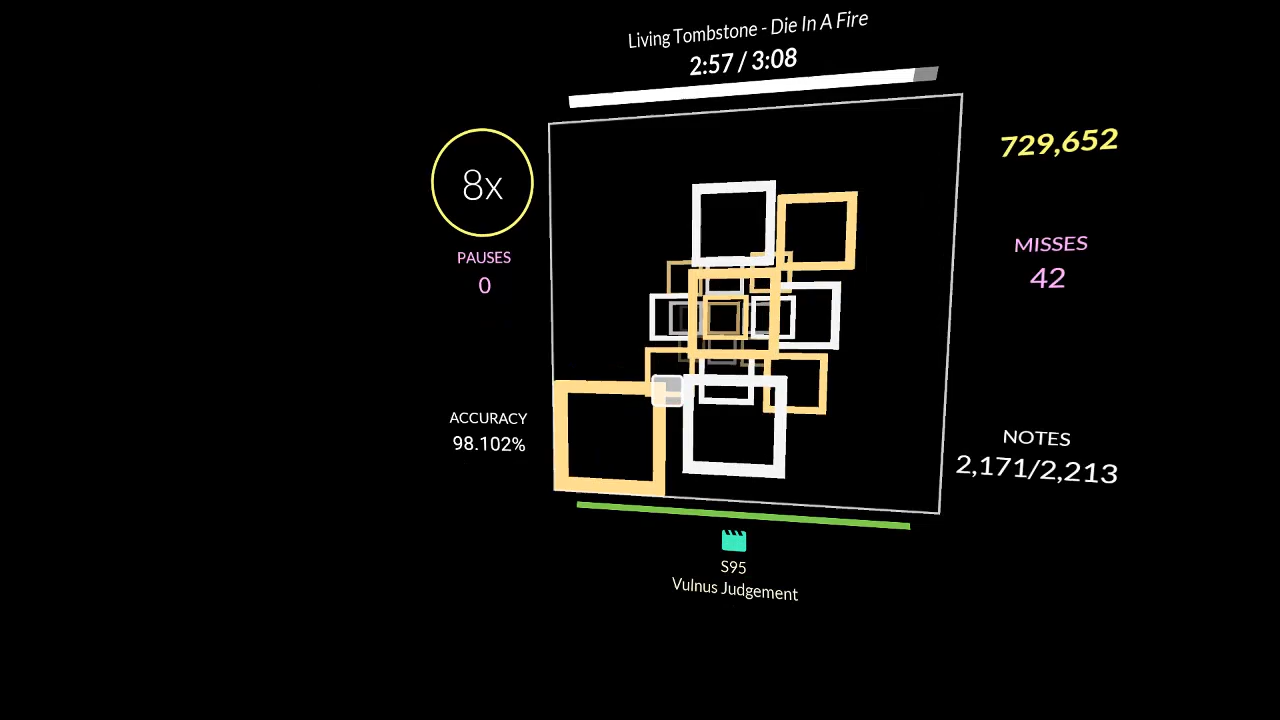 Living Tombstone - Die In A Fire
2:57 / 3:08
8x
729,652
PAUSES
0
MISSES
42
ACCURACY
98.102%
NOTES
2,171/2,213
S95
Vulnus Judgement